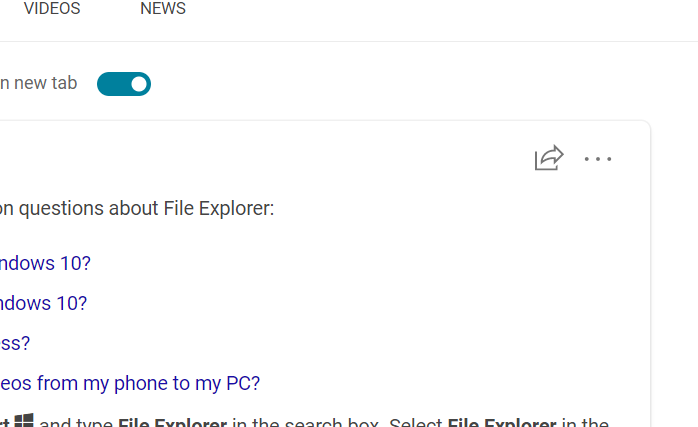 VIDEOS NEWS
n new tab
on questions about File Explorer:
ndows 10?
ndows 10?
ss?
eos from my phone to my PC?
rt and type File Explorer in the search box. Select File Explorer in the